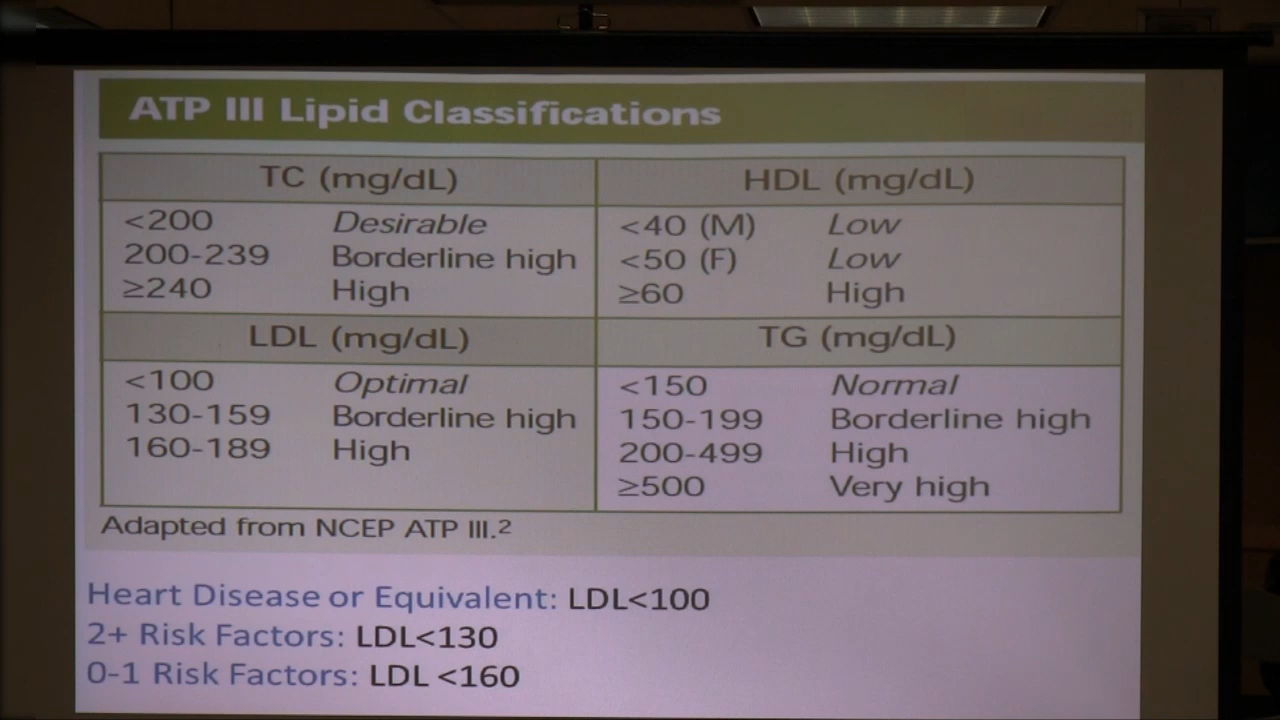 ATP III Lipid Classifications
TC (mg/dL)
<200 Desirable
200-239 Borderline high
≥240 High
HDL (mg/dL)
<40 (M) Low
<50 (F) Low
≥60 High
LDL (mg/dL)
<100 Optimal
130-159 Borderline high
160-189 High
TG (mg/dL)
<150 Normal
150-199 Borderline high
200-499 High
≥500 Very high
Adapted from NCEP ATP III.2
Heart Disease or Equivalent: LDL<100
2+ Risk Factors: LDL<130
0-1 Risk Factors: LDL <160